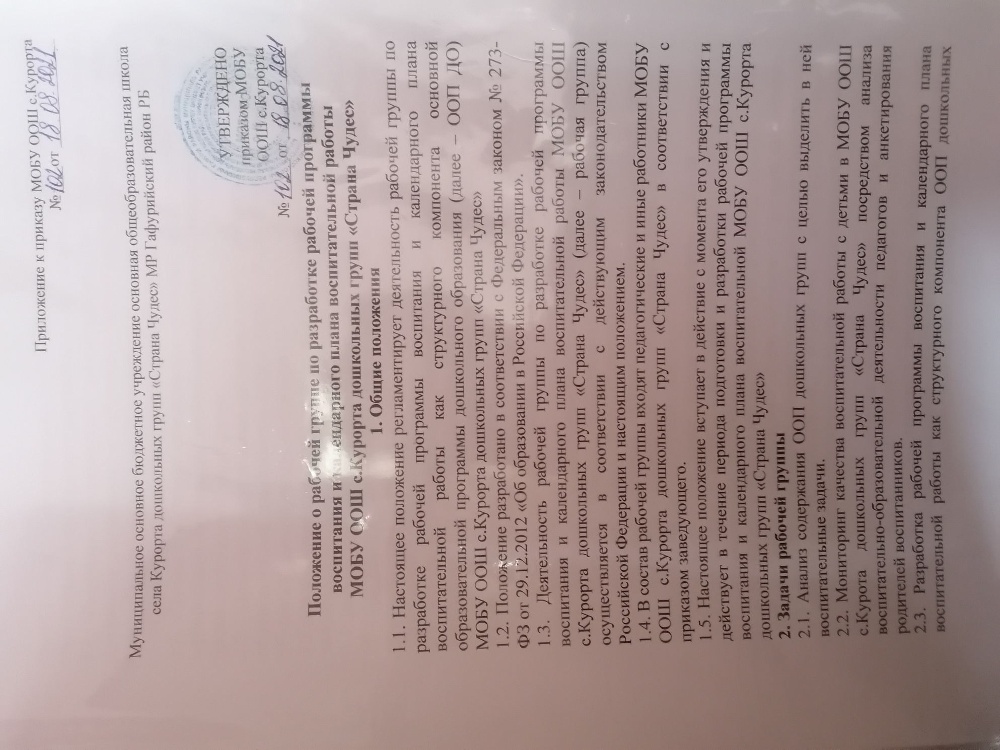 Приложение к приказу МОБУ ООШ с.Курорта
№ 102 от 18 08.2021
Муниципальное основное бюджетное учреждение основная общеобразовательная школа
села Курорта дошкольных групп «Страна Чудес» МР Гафурийский район РБ
УТВЕРЖДЕНО
приказом МОБУ
ООШ с.Курорта
№ 102 от 18.08.2021
Положение о рабочей группе по разработке рабочей программы
воспитания и календарного плана воспитательной работы
МОБУ ООШ с.Курорта дошкольных групп «Страна Чудес»
1. Общие положения
1.1. Настоящее положение регламентирует деятельность рабочей группы по
разработке рабочей программы воспитания и календарного плана
воспитательной работы как структурного компонента основной
образовательной программы дошкольного образования (далее – ООП ДО)
МОБУ ООШ с.Курорта дошкольных групп «Страна Чудес»
1.2. Положение разработано в соответствии с Федеральным законом № 273-
ФЗ от 29.12.2012 «Об образовании в Российской Федерации».
1.3. Деятельность рабочей группы по разработке рабочей программы
воспитания и календарного плана воспитательной работы МОБУ ООШ
с.Курорта дошкольных групп «Страна Чудес» (далее – рабочая группа)
осуществляется в соответствии с действующим законодательством
Российской Федерации и настоящим положением.
1.4. В состав рабочей группы входят педагогические и иные работники МОБУ
ООШ с.Курорта дошкольных групп «Страна Чудес» в соответствии с
приказом заведующего.
1.5. Настоящее положение вступает в действие с момента его утверждения и
действует в течение периода подготовки и разработки рабочей программы
воспитания и календарного плана воспитательной МОБУ ООШ с.Курорта
дошкольных групп «Страна Чудес»
2. Задачи рабочей группы
2.1. Анализ содержания ООП дошкольных групп с целью выделить в ней
воспитательные задачи.
2.2. Мониторинг качества воспитательной работы с детьми в МОБУ ООШ
с.Курота дошкольных групп «Страна Чудес» посредством анализа
воспитательно-образовательной деятельности педагогов и анкетирования
родителей воспитанников.
2.3. Разработка рабочей программы воспитания и календарного плана
воспитательной работы как структурного компонента ООП дошкольных